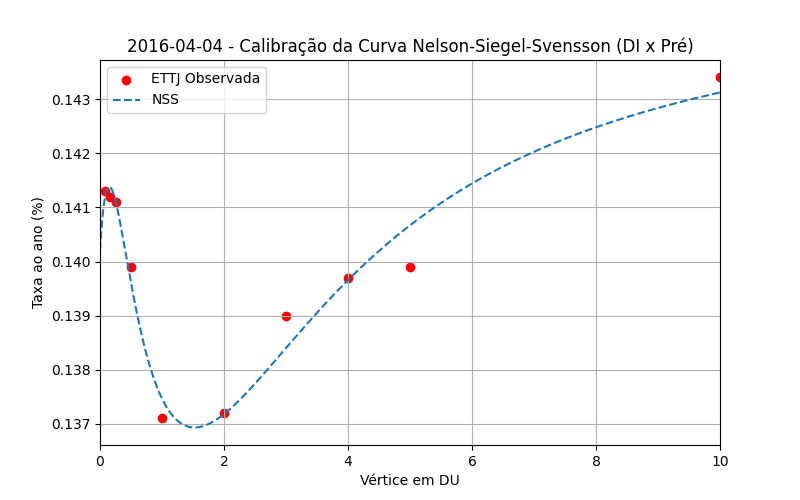 2016-04-04 - Calibração da Curva Nelson-Siegel-Svensson (DI x Pré)
ETTJ Observada
NSS
Taxa ao ano (%)
0.143
0.142
0.141
0.140
0.139
0.138
0.137
0
2
4
6
8
10
Vértice em DU